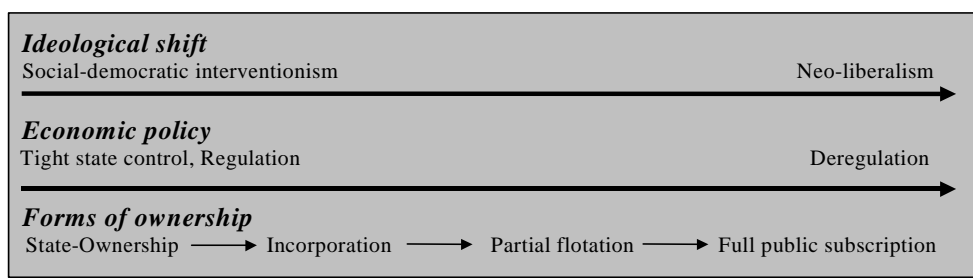 Ideological shift
Social-democratic interventionism Neo-liberalism
Economic policy
Tight state control, Regulation Deregulation
Forms of ownership
State-Ownership Incorporation Partial flotation Full public subscription